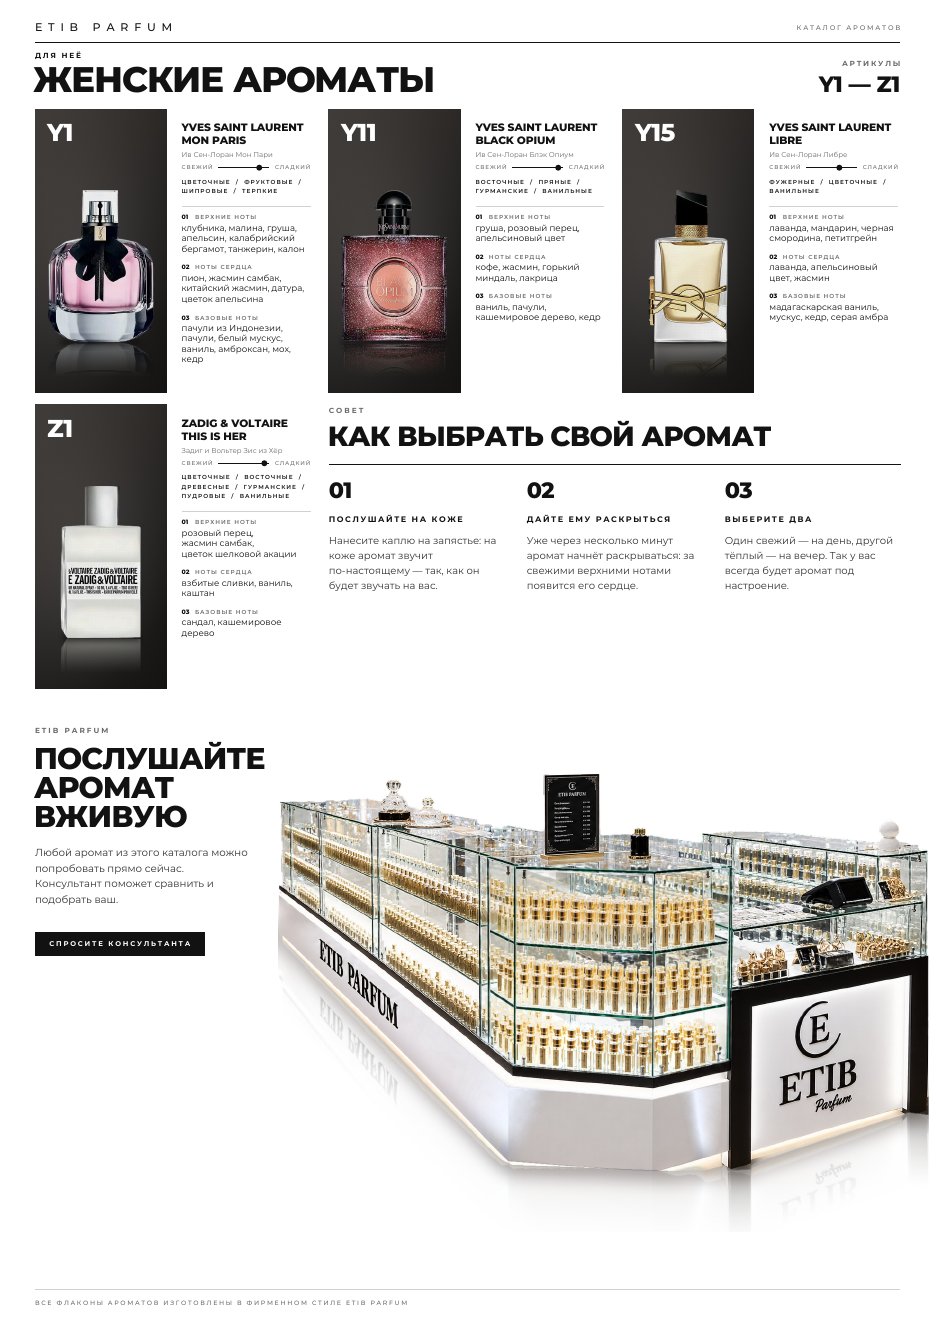 ETIB PARFUM
КАТАЛОГ АРОМАТОВ
ДЛЯ НЕЁ
ЖЕНСКИЕ АРОМАТЫ
АРТИКУЛЫ
Y1 — Z1
Y1
YVES SAINT LAURENT
MON PARIS
Ив Сен-Лоран Мон Пари
СВЕЖИЙ СЛАДКИЙ
ЦВЕТОЧНЫЕ / ФРУКТОВЫЕ /
ШИПРОВЫЕ / ТЕРПКИЕ
01 ВЕРХНИЕ НОТЫ
клубника, малина, груша,
апельсин, калабрийский
бергамот, танжерин, калон
02 НОТЫ СЕРДЦА
пион, жасмин самбак,
китайский жасмин, датура,
цветок апельсина
03 БАЗОВЫЕ НОТЫ
пачули из Индонезии,
пачули, белый мускус,
ваниль, амброксан, мох,
кедр
Y11
YVES SAINT LAURENT
BLACK OPIUM
Ив Сен-Лоран Блэк Опиум
СВЕЖИЙ СЛАДКИЙ
ВОСТОЧНЫЕ / ПРЯНЫЕ /
ГУРМАНСКИЕ / ВАНИЛЬНЫЕ
01 ВЕРХНИЕ НОТЫ
груша, розовый перец,
апельсиновый цвет
02 НОТЫ СЕРДЦА
кофе, жасмин, горький
миндаль, лакрица
03 БАЗОВЫЕ НОТЫ
ваниль, пачули,
кашемировое дерево, кедр
Y15
YVES SAINT LAURENT
LIBRE
Ив Сен-Лоран Либре
СВЕЖИЙ СЛАДКИЙ
ФУЖЕРНЫЕ / ЦВЕТОЧНЫЕ /
ВАНИЛЬНЫЕ
01 ВЕРХНИЕ НОТЫ
лаванда, мандарин, черная
смородина, петитгрейн
02 НОТЫ СЕРДЦА
лаванда, апельсиновый
цвет, жасмин
03 БАЗОВЫЕ НОТЫ
мадагаскарская ваниль,
мускус, кедр, серая амбра
Z1
ZADIG & VOLTAIRE
ZADIG & VOLTAIRE
THIS IS HER
Задиг и Вольтер Зис из Хёр
СВЕЖИЙ СЛАДКИЙ
ЦВЕТОЧНЫЕ / ВОСТОЧНЫЕ /
ДРЕВЕСНЫЕ / ГУРМАНСКИЕ /
ПУДРОВЫЕ / ВАНИЛЬНЫЕ
01 ВЕРХНИЕ НОТЫ
розовый перец,
жасмин самбак,
цветок шелковой акации
02 НОТЫ СЕРДЦА
взбитые сливки, ваниль,
каштан
03 БАЗОВЫЕ НОТЫ
сандал, кашемировое
дерево
СОВЕТ
КАК ВЫБРАТЬ СВОЙ АРОМАТ
01
ПОСЛУШАЙТЕ НА КОЖЕ
Нанесите каплю на запястье: на
коже аромат звучит
по-настоящему — так, как он
будет звучать на вас.
02
ДАЙТЕ ЕМУ РАСКРЫТЬСЯ
Уже через несколько минут
аромат начнёт раскрываться: за
свежими верхними нотами
появится его сердце.
03
ВЫБЕРИТЕ ДВА
Один свежий — на день, другой
тёплый — на вечер. Так у вас
всегда будет аромат под
настроение.
ETIB PARFUM
ПОСЛУШАЙТЕ
АРОМАТ
ВЖИВУЮ
Любой аромат из этого каталога можно
попробовать прямо сейчас.
Консультант поможет сравнить и
подобрать ваш.
СПРОСИТЕ КОНСУЛЬТАНТА
ETIB PARFUM
ETIB PARFUM
E
ETIB
Parfum
ВСЕ ФЛАКОНЫ АРОМАТОВ ИЗГОТОВЛЕНЫ В ФИРМЕННОМ СТИЛЕ ETIB PARFUM